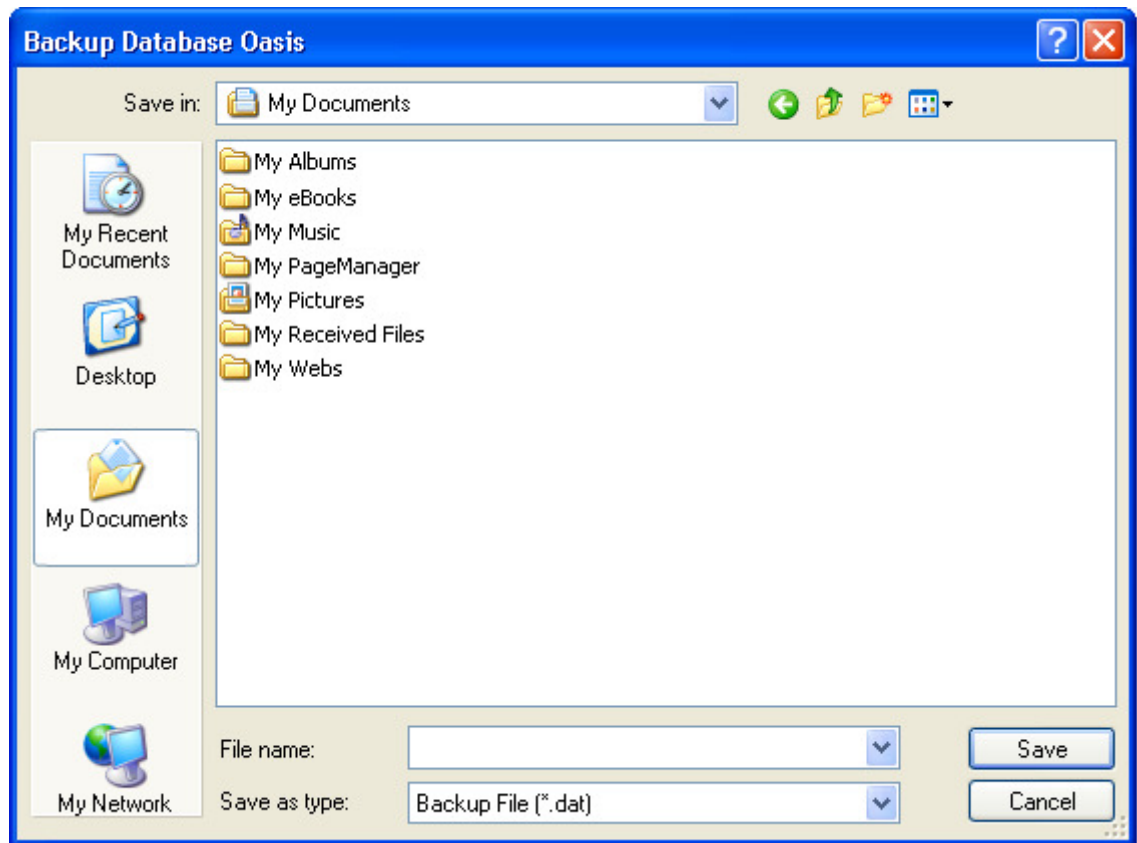 Backup Database Oasis
Save in: My Documents
My Recent
Documents
Desktop
My Documents
My Computer
My Network
My Albums
My eBooks
My Music
My PageManager
My Pictures
My Received Files
My Webs
File name:
Save
Save as type: Backup File (*.dat)
Cancel